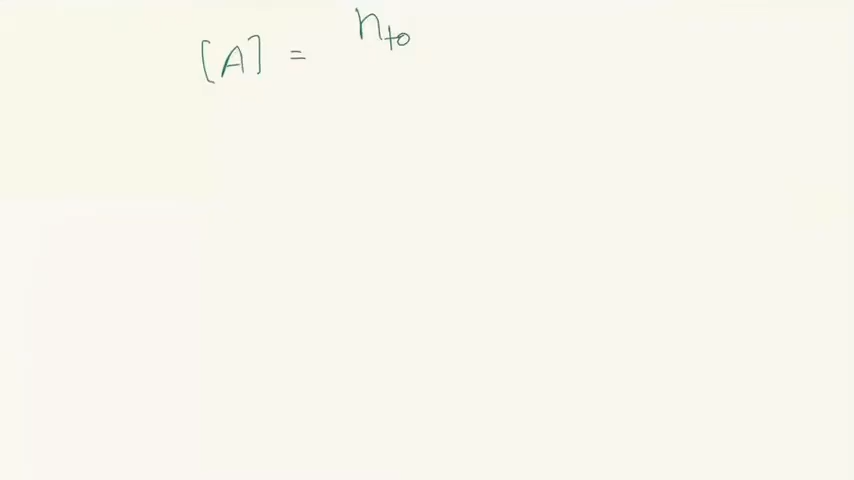 [A] = n_to